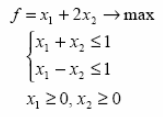 f = x₁ + 2x₂ → max
x₁ + x₂ ≤ 1
x₁ − x₂ ≤ 1
x₁ ≥ 0, x₂ ≥ 0